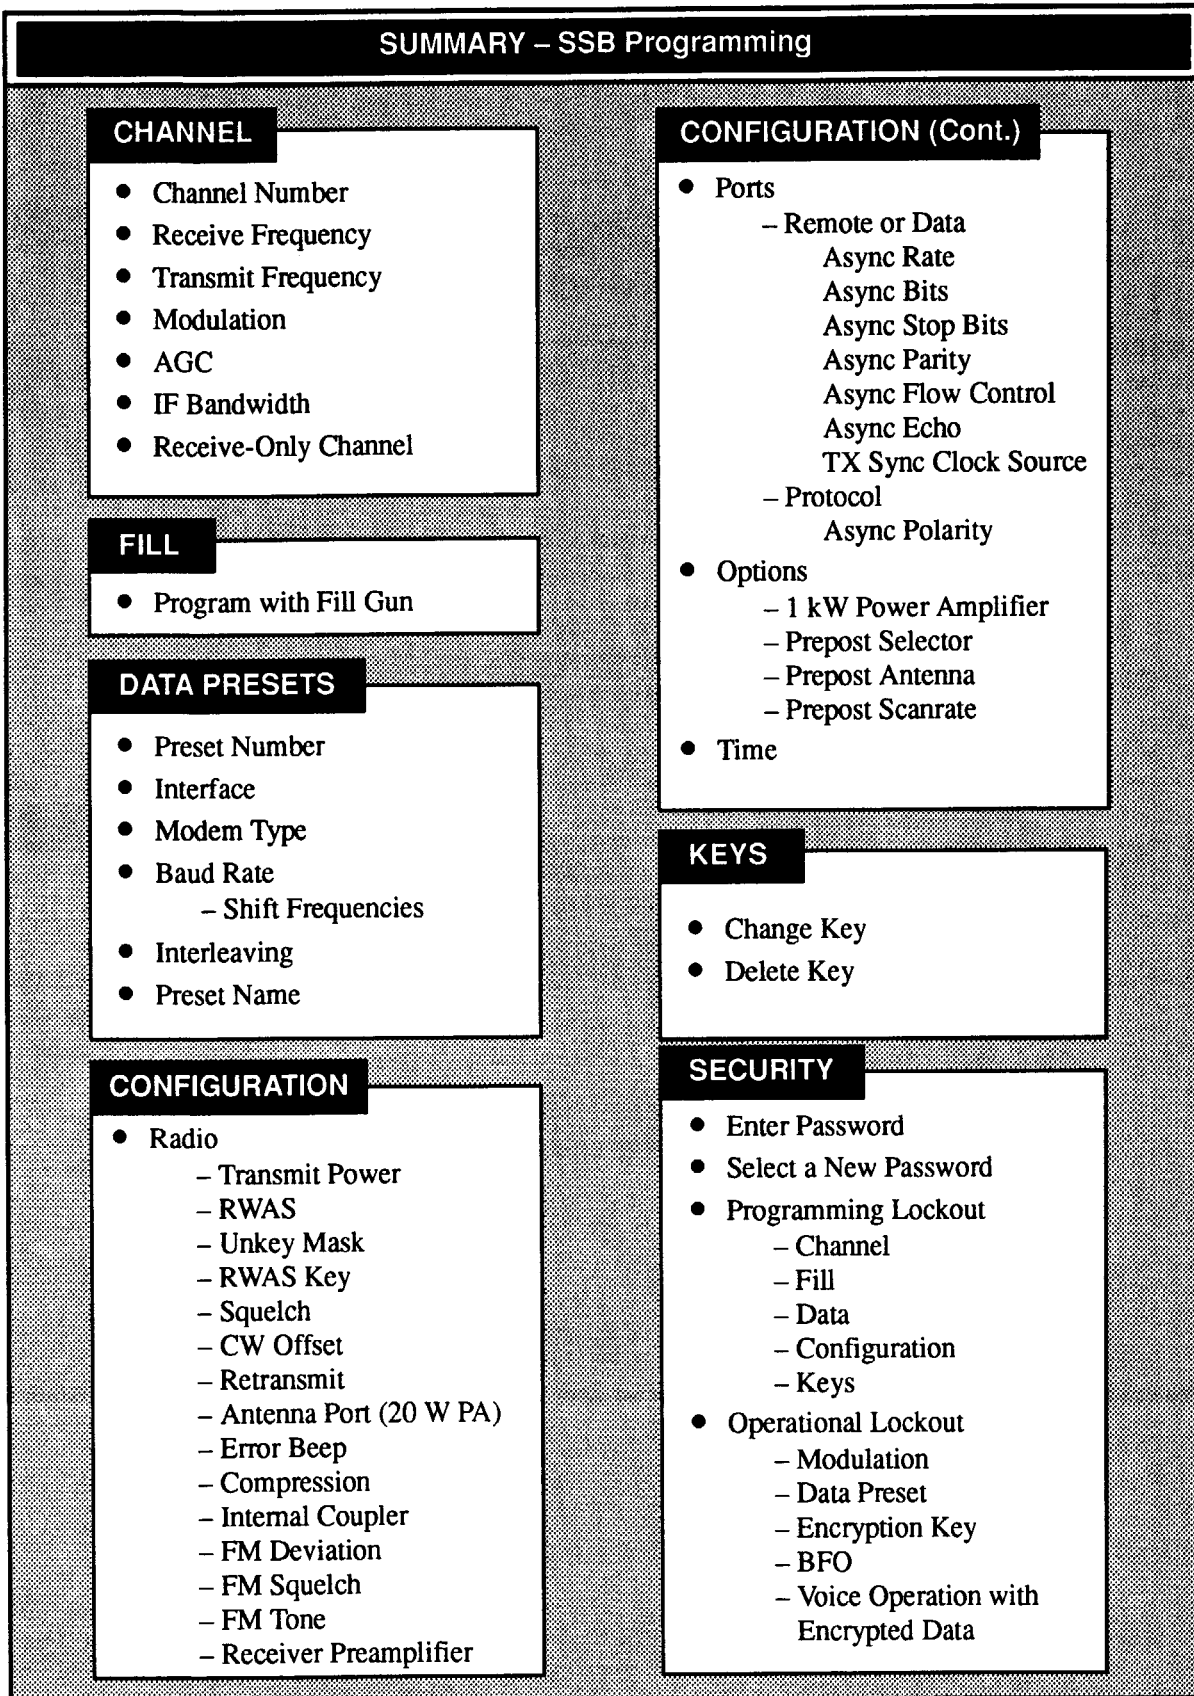 SUMMARY – SSB Programming
CHANNEL
• Channel Number
• Receive Frequency
• Transmit Frequency
• Modulation
• AGC
• IF Bandwidth
• Receive-Only Channel
FILL
• Program with Fill Gun
DATA PRESETS
• Preset Number
• Interface
• Modem Type
• Baud Rate
– Shift Frequencies
• Interleaving
• Preset Name
CONFIGURATION
• Radio
– Transmit Power
– RWAS
– Unkey Mask
– RWAS Key
– Squelch
– CW Offset
– Retransmit
– Antenna Port (20 W PA)
– Error Beep
– Compression
– Internal Coupler
– FM Deviation
– FM Squelch
– FM Tone
– Receiver Preamplifier
CONFIGURATION (Cont.)
• Ports
– Remote or Data
Async Rate
Async Bits
Async Stop Bits
Async Parity
Async Flow Control
Async Echo
TX Sync Clock Source
– Protocol
Async Polarity
• Options
– 1 kW Power Amplifier
– Prepost Selector
– Prepost Antenna
– Prepost Scanrate
• Time
KEYS
• Change Key
• Delete Key
SECURITY
• Enter Password
• Select a New Password
• Programming Lockout
– Channel
– Fill
– Data
– Configuration
– Keys
• Operational Lockout
– Modulation
– Data Preset
– Encryption Key
– BFO
– Voice Operation with
Encrypted Data